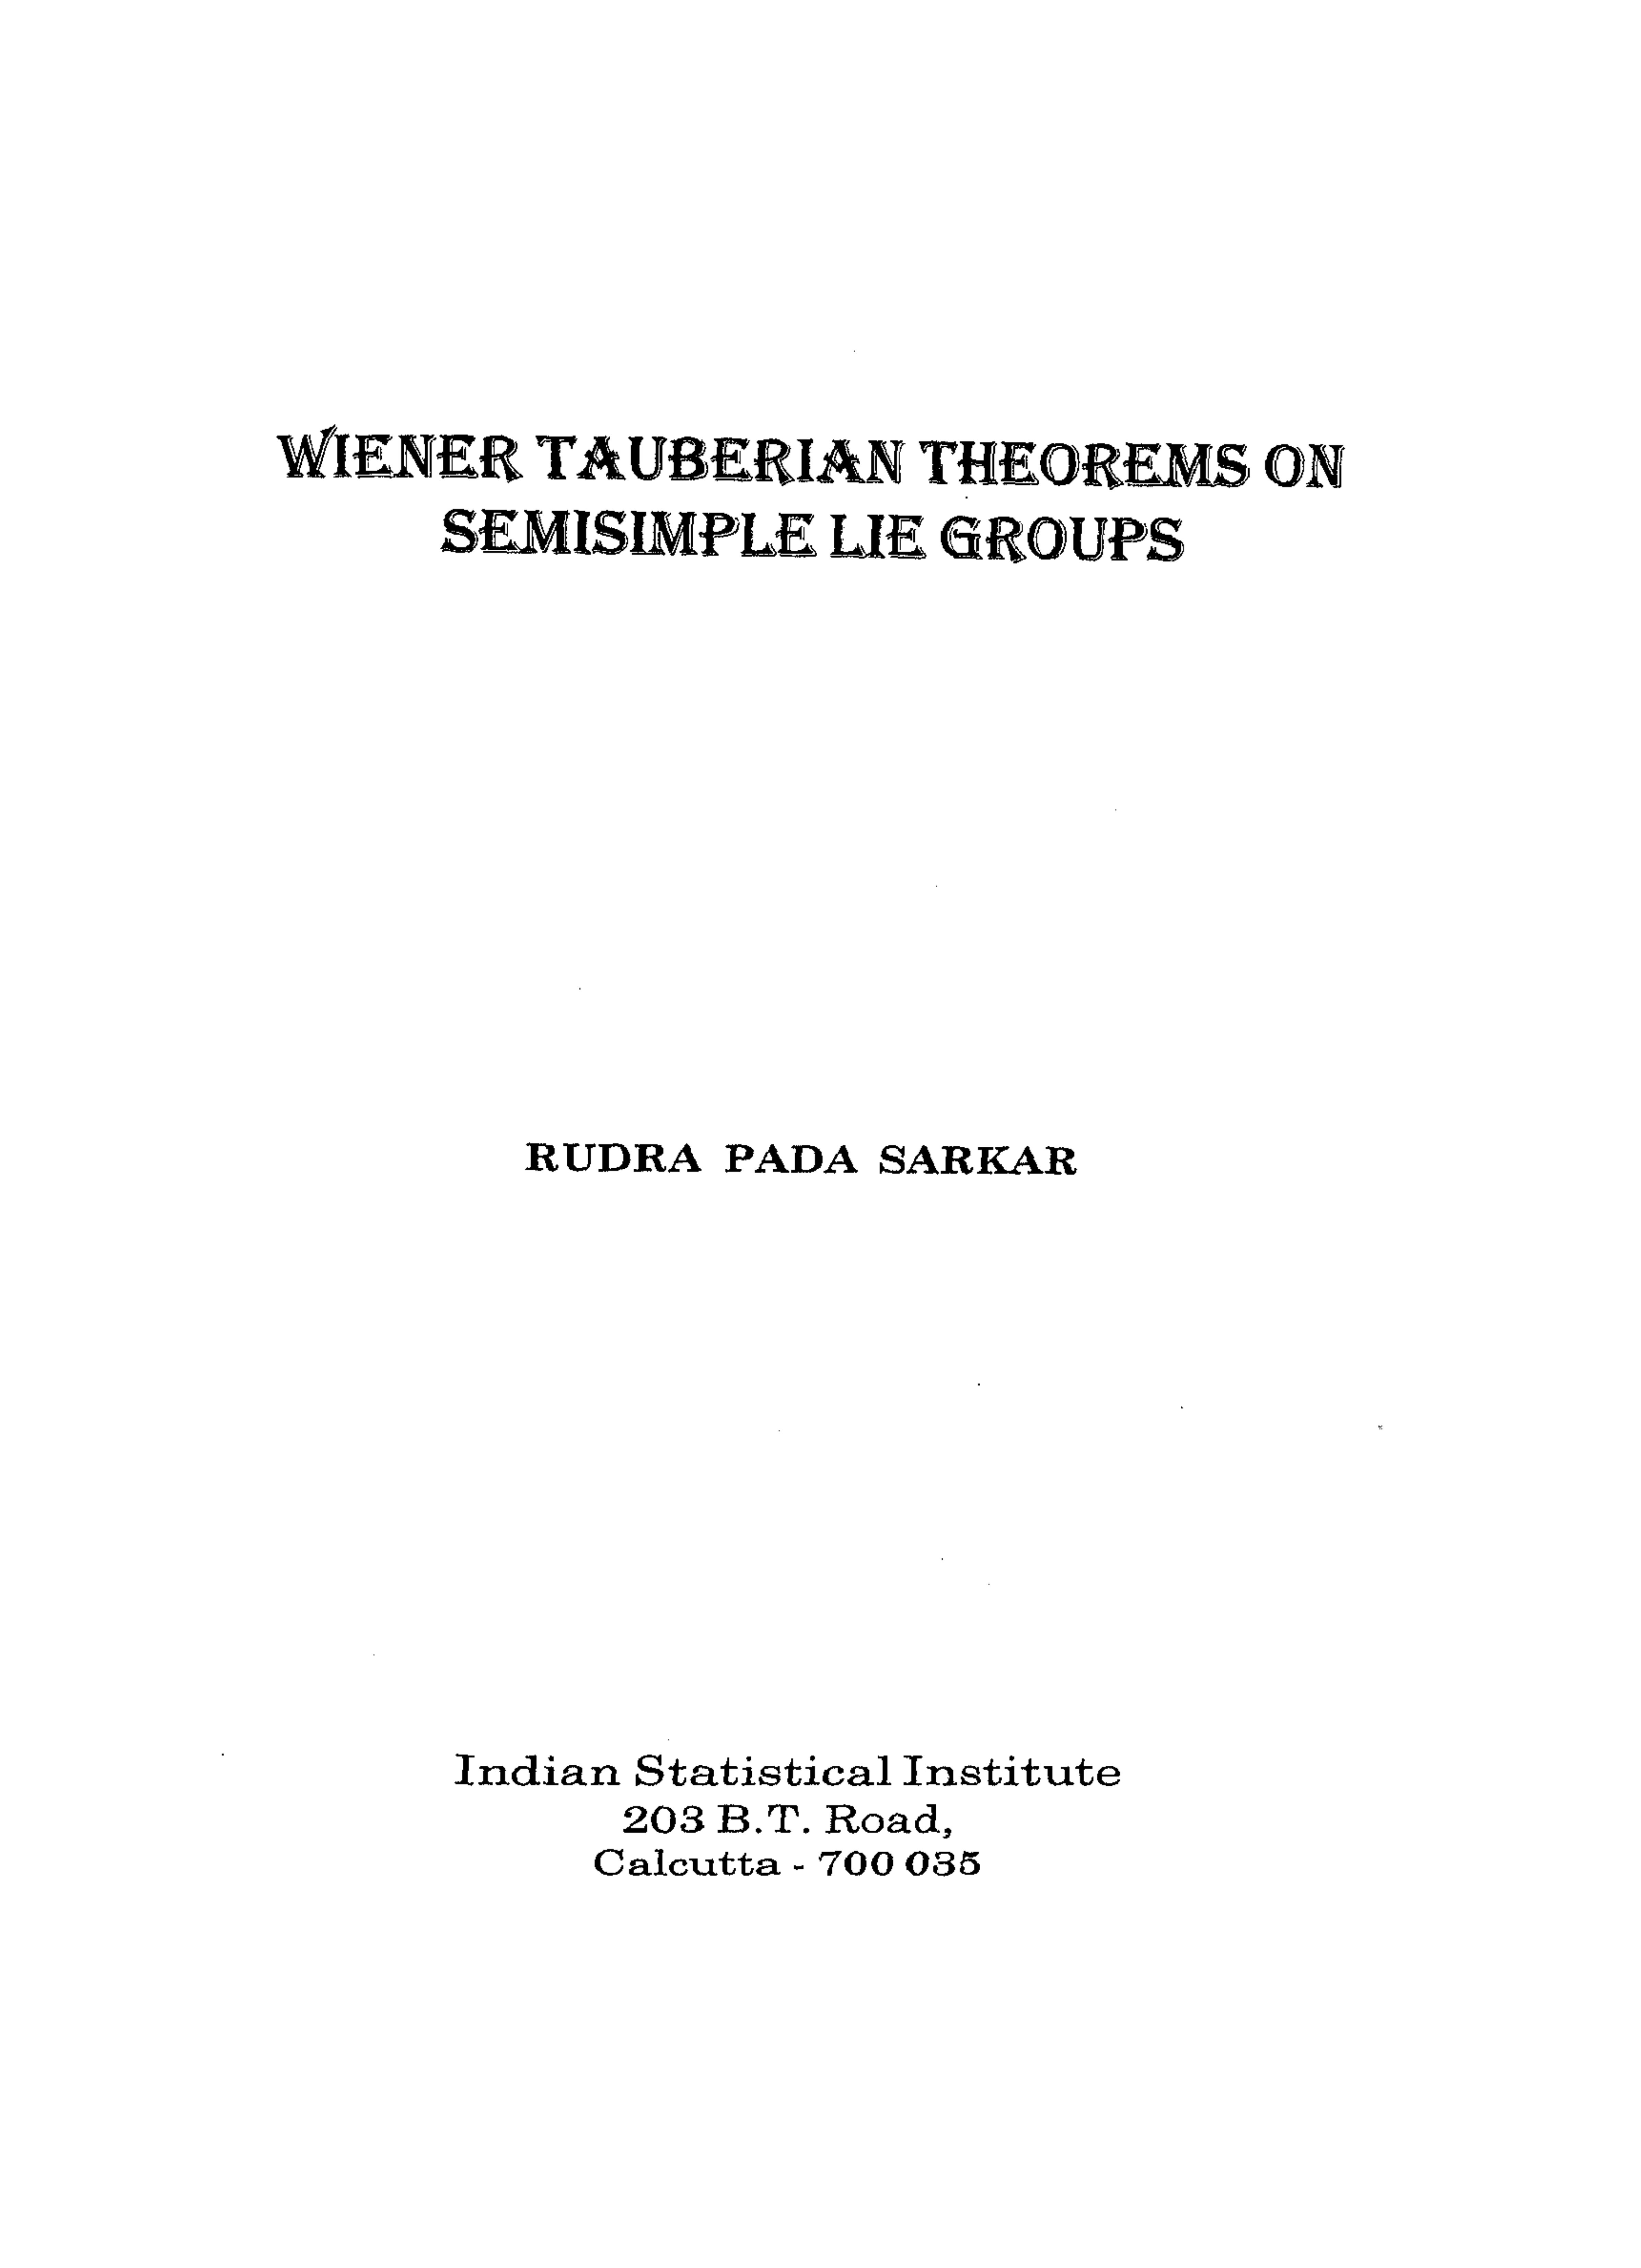 WIENER TAUBERIAN THEOREMS ON
SEMISIMPLE LIE GROUPS
RUDRA PADA SARKAR
Indian Statistical Institute
203 B.T. Road,
Calcutta - 700 035